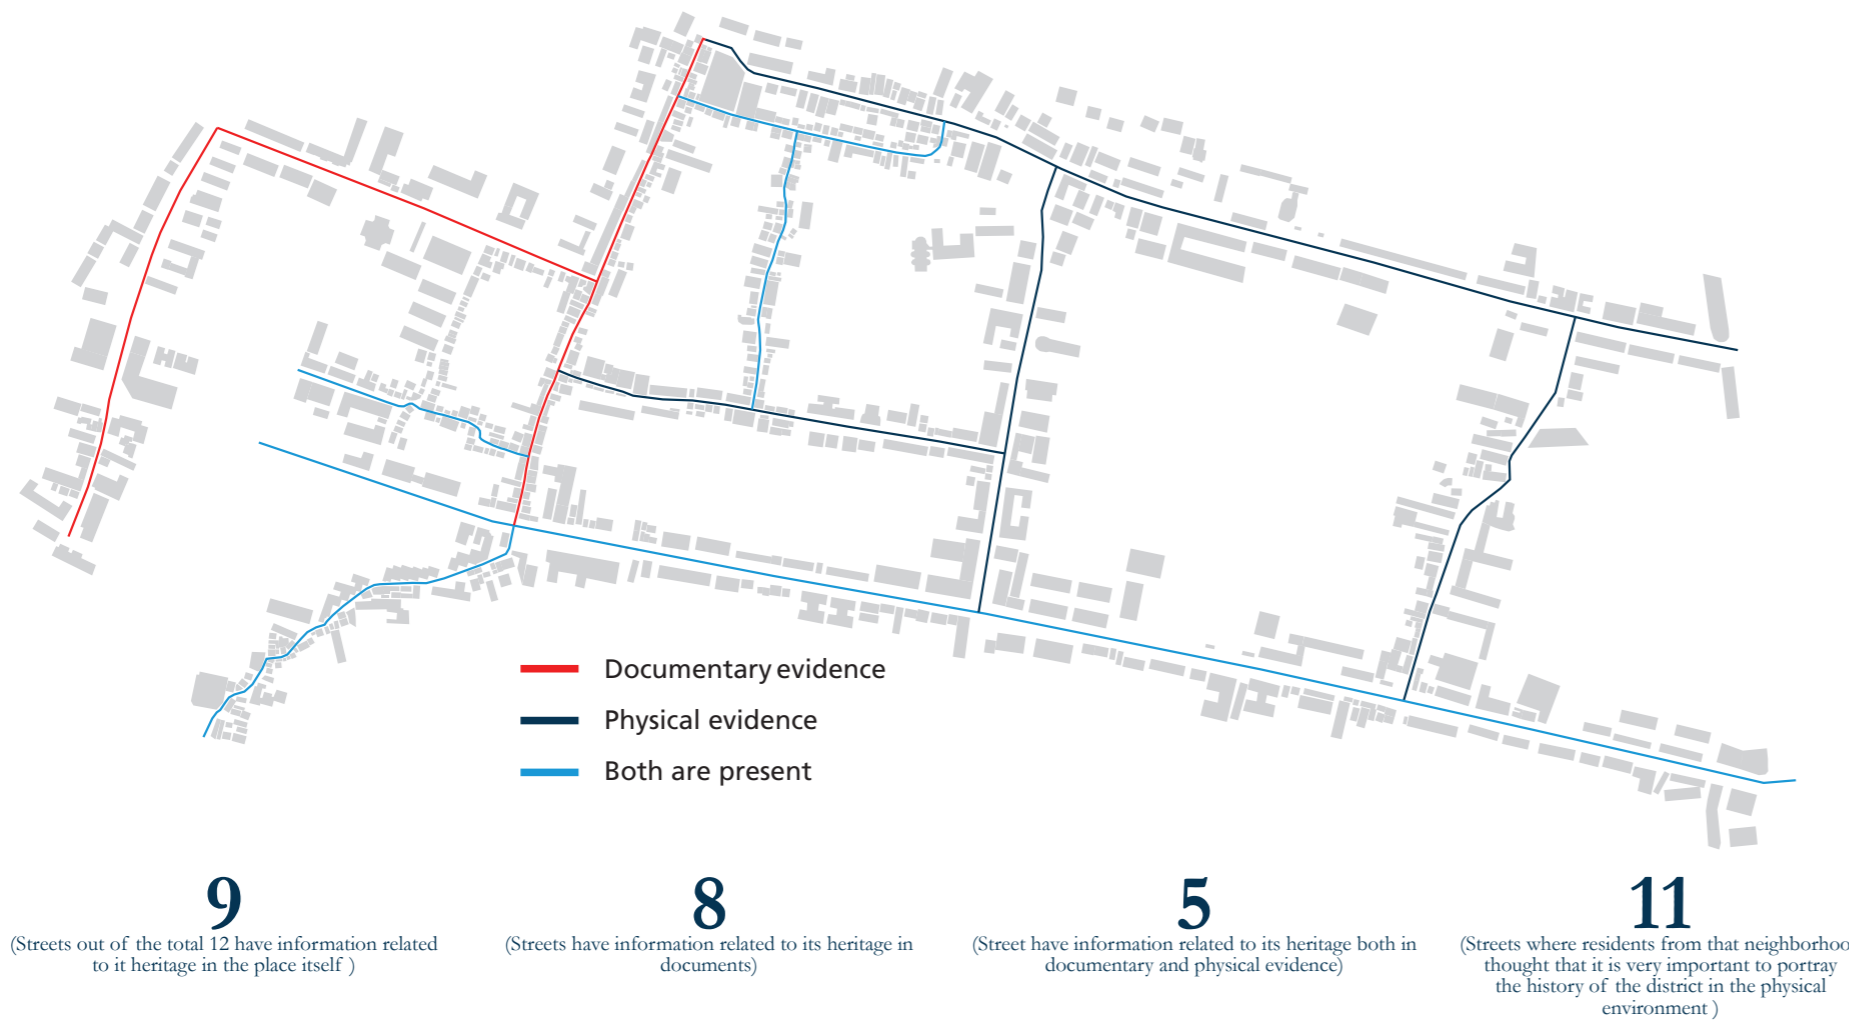 Documentary evidence
Physical evidence
Both are present
9
(Streets out of the total 12 have information related
to it heritage in the place itself )
8
(Streets have information related to its heritage in
documents)
5
(Street have information related to its heritage both in
documentary and physical evidence)
11
(Streets where residents from that neighborhoo
thought that it is very important to portray
the history of the district in the physical
environment )